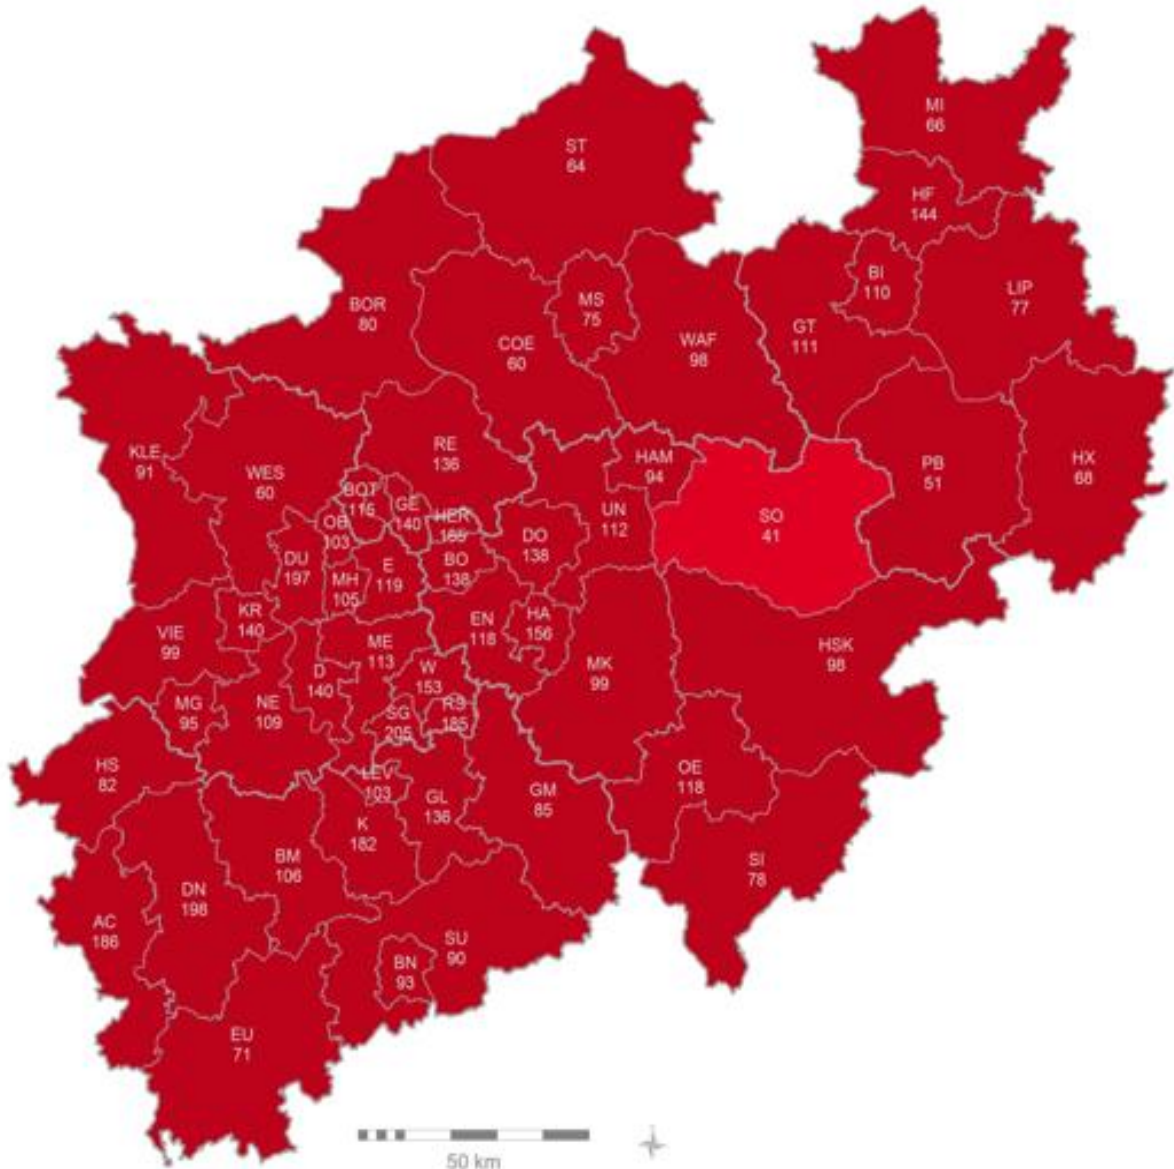 MI
66
ST
64
HF
144
BI
110
LIP
77
MS
75
BOR
80
GT
111
WAF
98
COE
60
RE
136
HAM
94
KLE
91
WES
60
PB
51
HX
68
BOT
115
GE
140
UN
112
SO
41
HER
OB
103
DO
138
DU
197
E
119
BO
138
MH
105
KR
140
EN
118
HA
156
VIE
99
ME
113
HSK
98
D
140
W
153
MK
99
MG
95
NE
109
SG
205
RS
185
HS
82
LEV
103
OE
118
GL
136
GM
85
K
182
BM
106
SI
78
DN
198
AC
186
SU
90
BN
93
EU
71
50 km